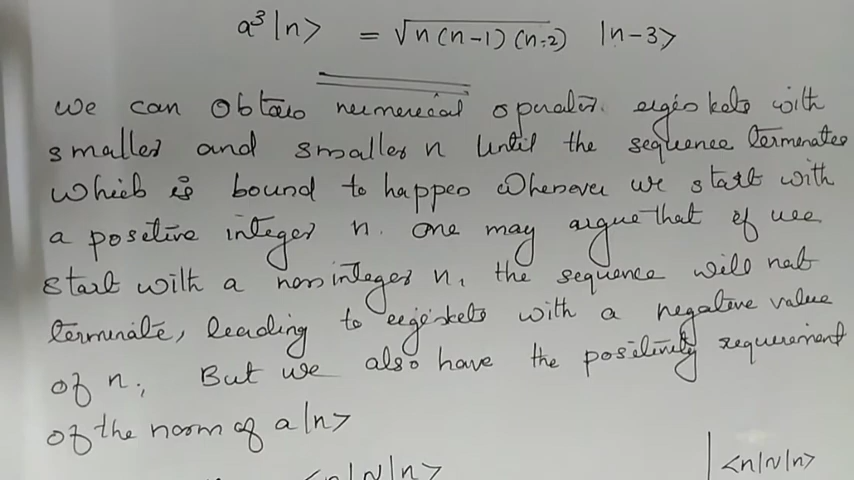 a³|n> = √n(n-1)(n-2) |n-3>
we can obtain numerical operator eigenkets with
smaller and smaller n until the sequence terminates
which is bound to happen whenever we start with
a positive integer n. one may argue that if we
start with a noninteger n, the sequence will not
terminate, leading to eigenkets with a negative value
of n; But we also have the positivity requirement
of the norm of a|n>
<n|N|n> |<n|N|n>